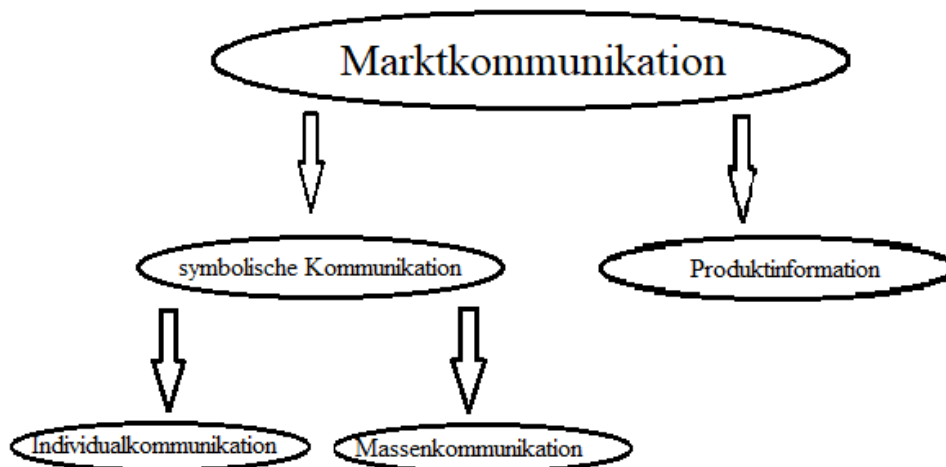 Marktkommunikation
symbolische Kommunikation
Produktinformation
Individualkommunikation
Massenkommunikation